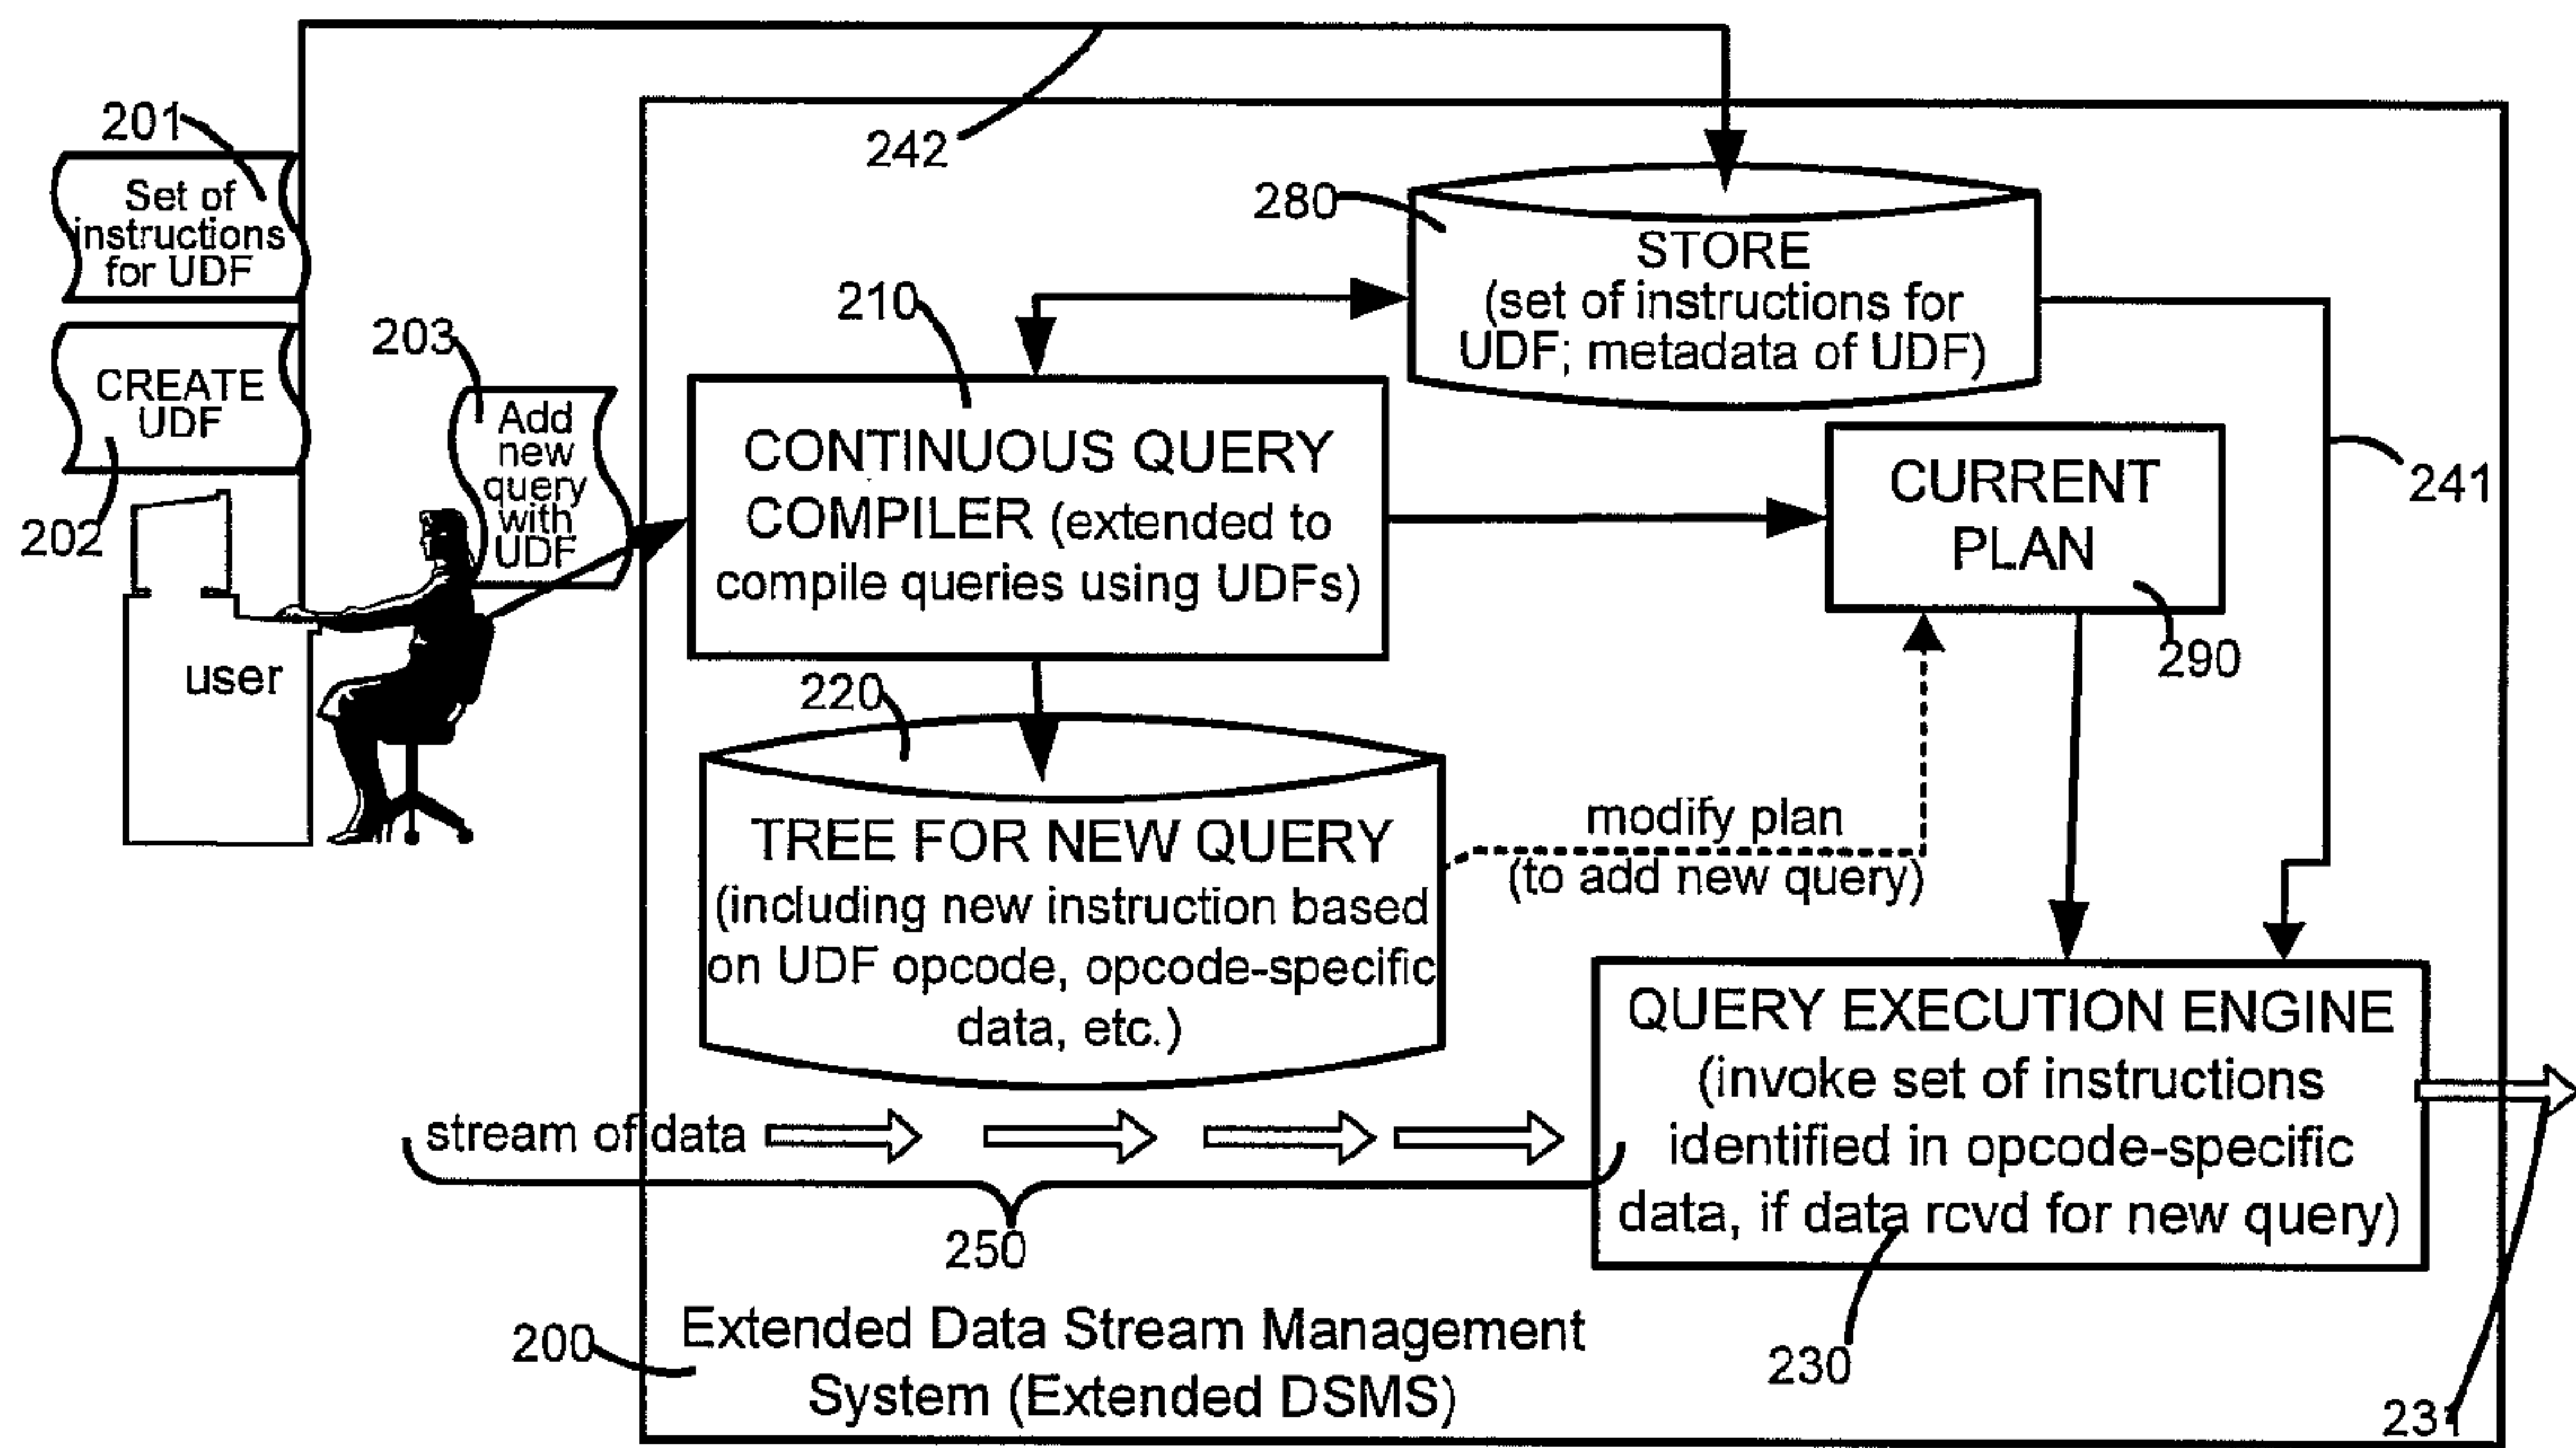 201
Set of
instructions
for UDF
242
280
STORE
(set of instructions for
UDF; metadata of UDF)
210
203
CREATE
UDF
202
Add
new
query
with
UDF
user
CONTINUOUS QUERY
COMPILER (extended to
compile queries using UDFs)
CURRENT
PLAN
241
290
220
TREE FOR NEW QUERY
(including new instruction based
on UDF opcode, opcode-specific
data, etc.)
modify plan
(to add new query)
QUERY EXECUTION ENGINE
(invoke set of instructions
identified in opcode-specific
data, if data rcvd for new query)
stream of data
250
230
231
200
Extended Data Stream Management
System (Extended DSMS)